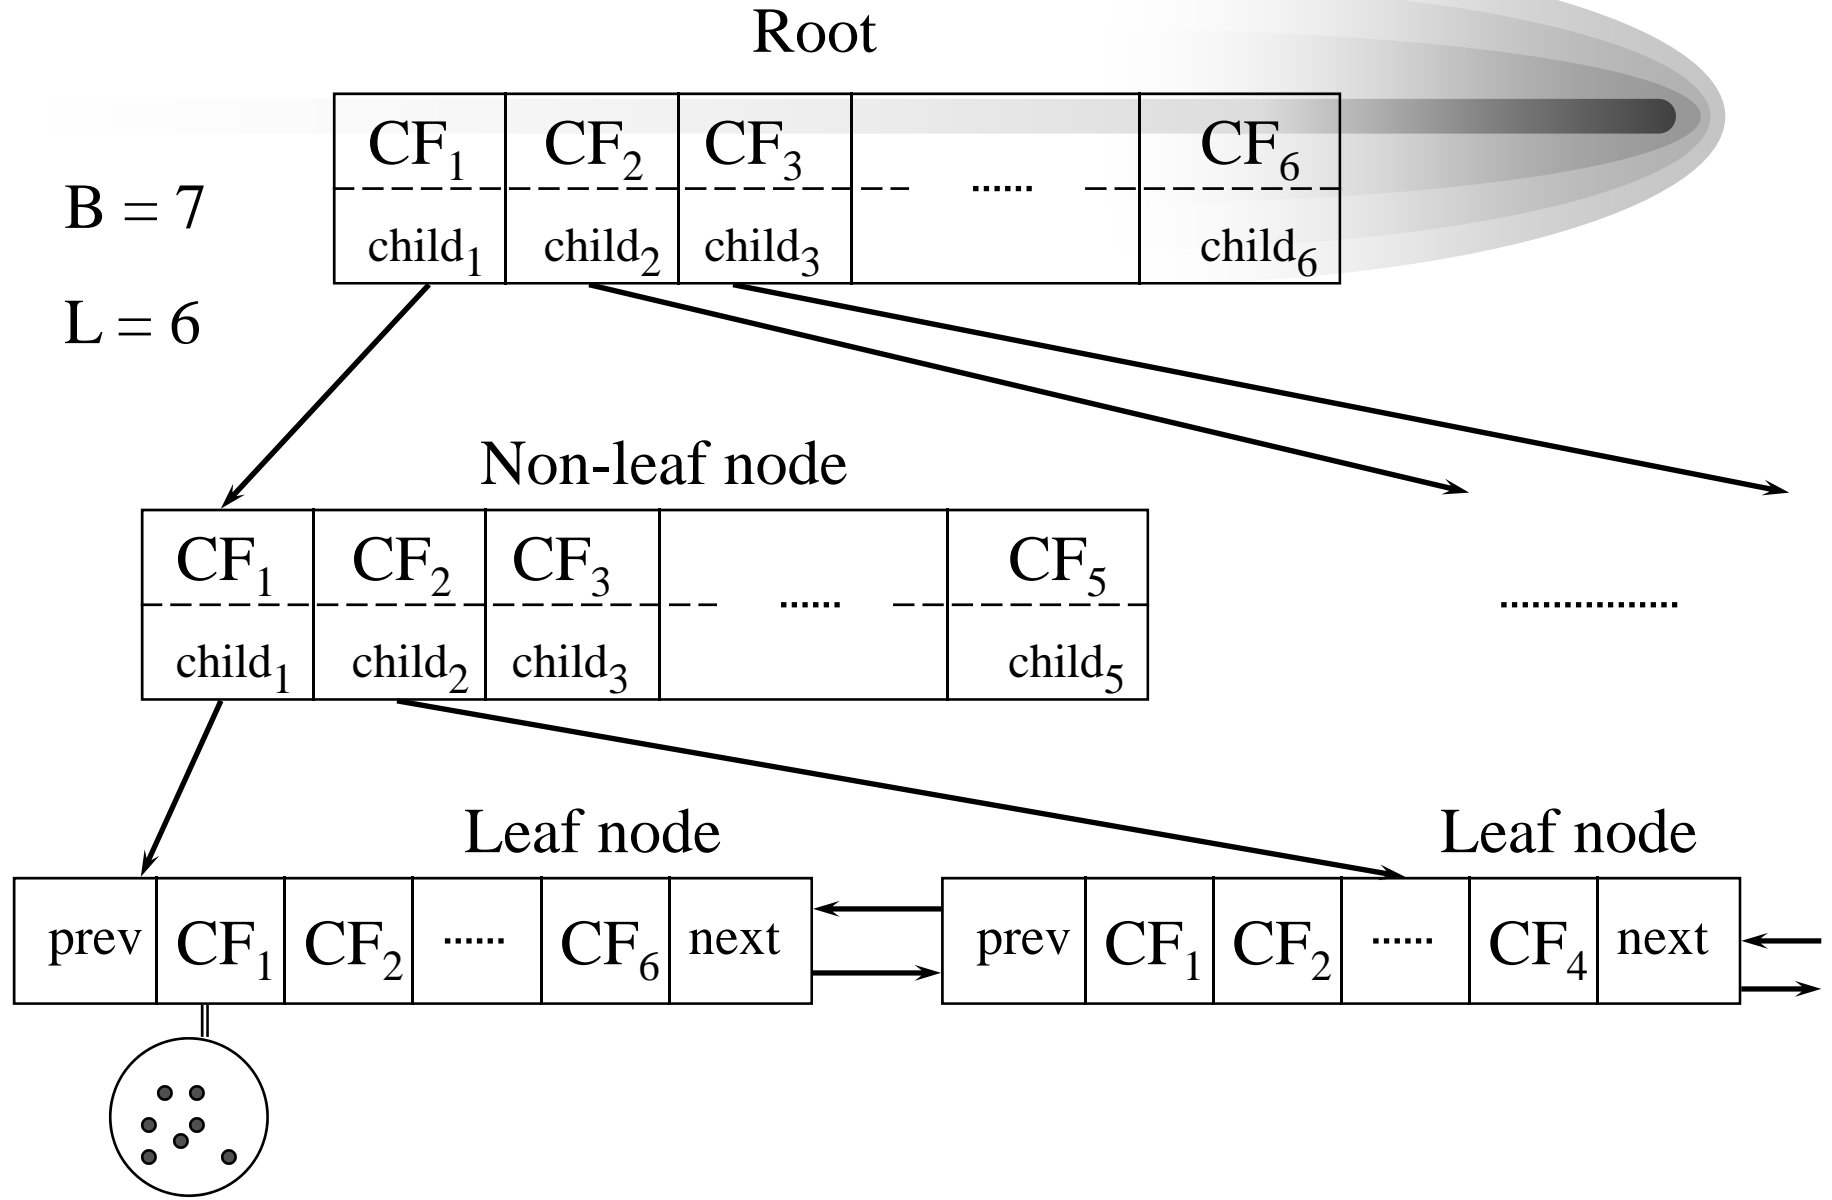 Root
CF₁ CF₂ CF₃ CF₆
B = 7
...... 
child₁ child₂ child₃ child₆
L = 6
Non-leaf node
CF₁ CF₂ CF₃ CF₅
......
................
child₁ child₂ child₃ child₅
Leaf node Leaf node
prev CF₁ CF₂ ...... CF₆ next prev CF₁ CF₂ ...... CF₄ next